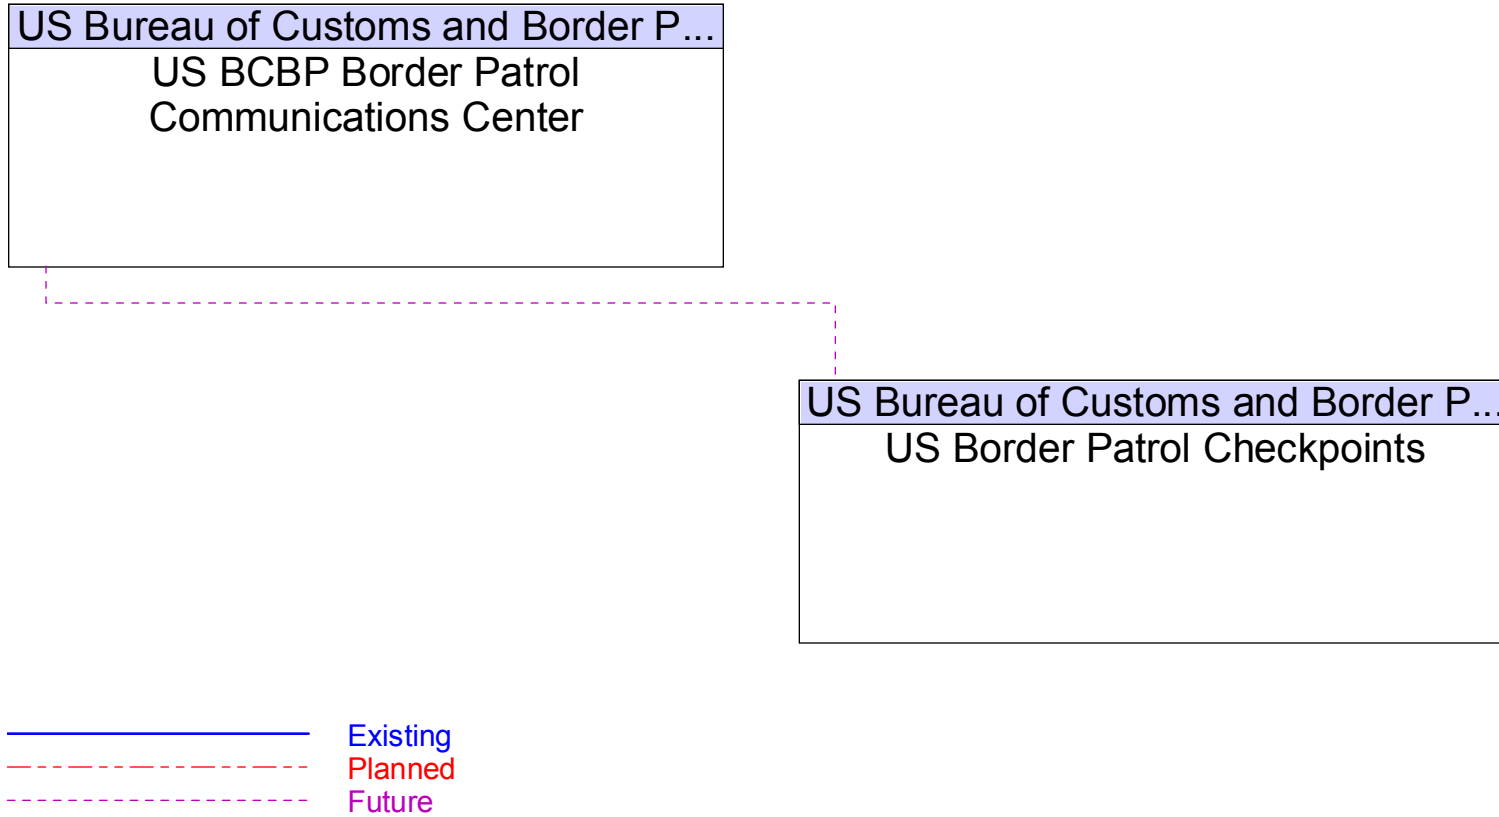 US Bureau of Customs and Border P...
US BCBP Border Patrol
Communications Center
US Bureau of Customs and Border P...
US Border Patrol Checkpoints
Existing
Planned
Future